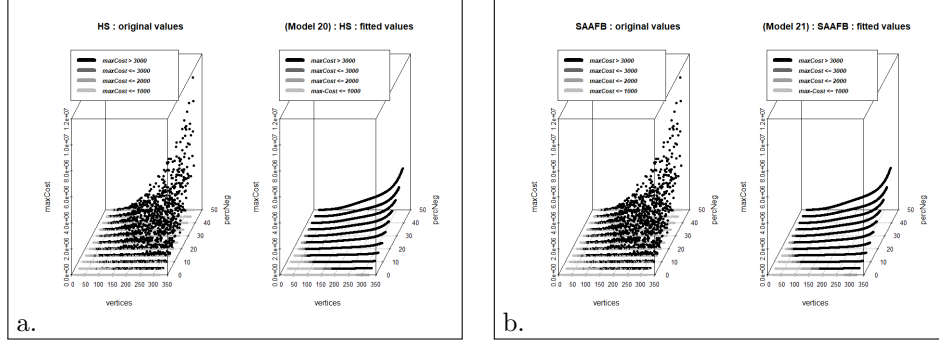 HS : original values
(Model 20) : HS : fitted values
maxCost > 3000
maxCost <= 3000
maxCost <= 2000
maxCost <= 1000
maxCost > 3000
maxCost <= 3000
maxCost <= 2000
max-Cost <= 1000
maxCost
0.0e+00 2.0e+06 4.0e+06 6.0e+06 8.0e+06 1.0e+07 1.2e+07
0 50 100 150 200 250 300 350
vertices
0 10 20 30 40 50
percNeg
maxCost
0.0e+00 2.0e+06 4.0e+06 6.0e+06 8.0e+06 1.0e+07 1.2e+07
0 50 100 150 200 250 300 350
vertices
0 10 20 30 40 50
percNeg
a.
SAAFB : original values
(Model 21) : SAAFB : fitted values
maxCost > 3000
maxCost <= 3000
maxCost <= 2000
maxCost <= 1000
maxCost > 3000
maxCost <= 3000
maxCost <= 2000
max-Cost <= 1000
maxCost
0.0e+00 2.0e+06 4.0e+06 6.0e+06 8.0e+06 1.0e+07 1.2e+07
0 50 100 150 200 250 300 350
vertices
0 10 20 30 40 50
percNeg
maxCost
0.0e+00 2.0e+06 4.0e+06 6.0e+06 8.0e+06 1.0e+07 1.2e+07
0 50 100 150 200 250 300 350
vertices
0 10 20 30 40 50
percNeg
b.